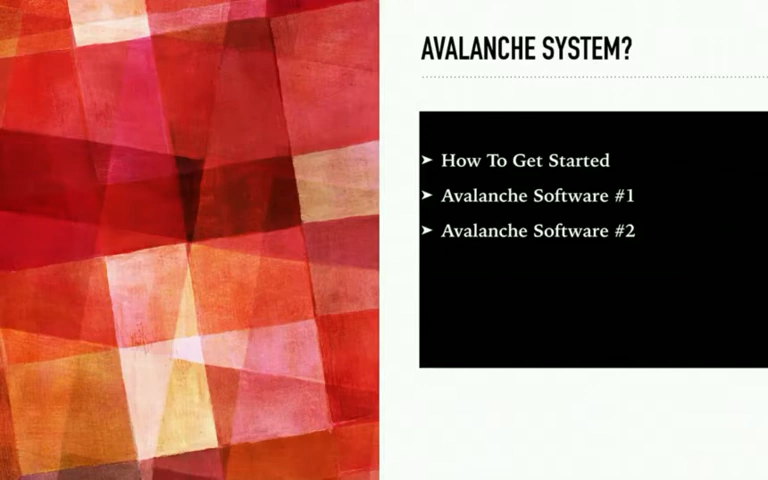 AVALANCHE SYSTEM?
➤ How To Get Started
➤ Avalanche Software #1
➤ Avalanche Software #2